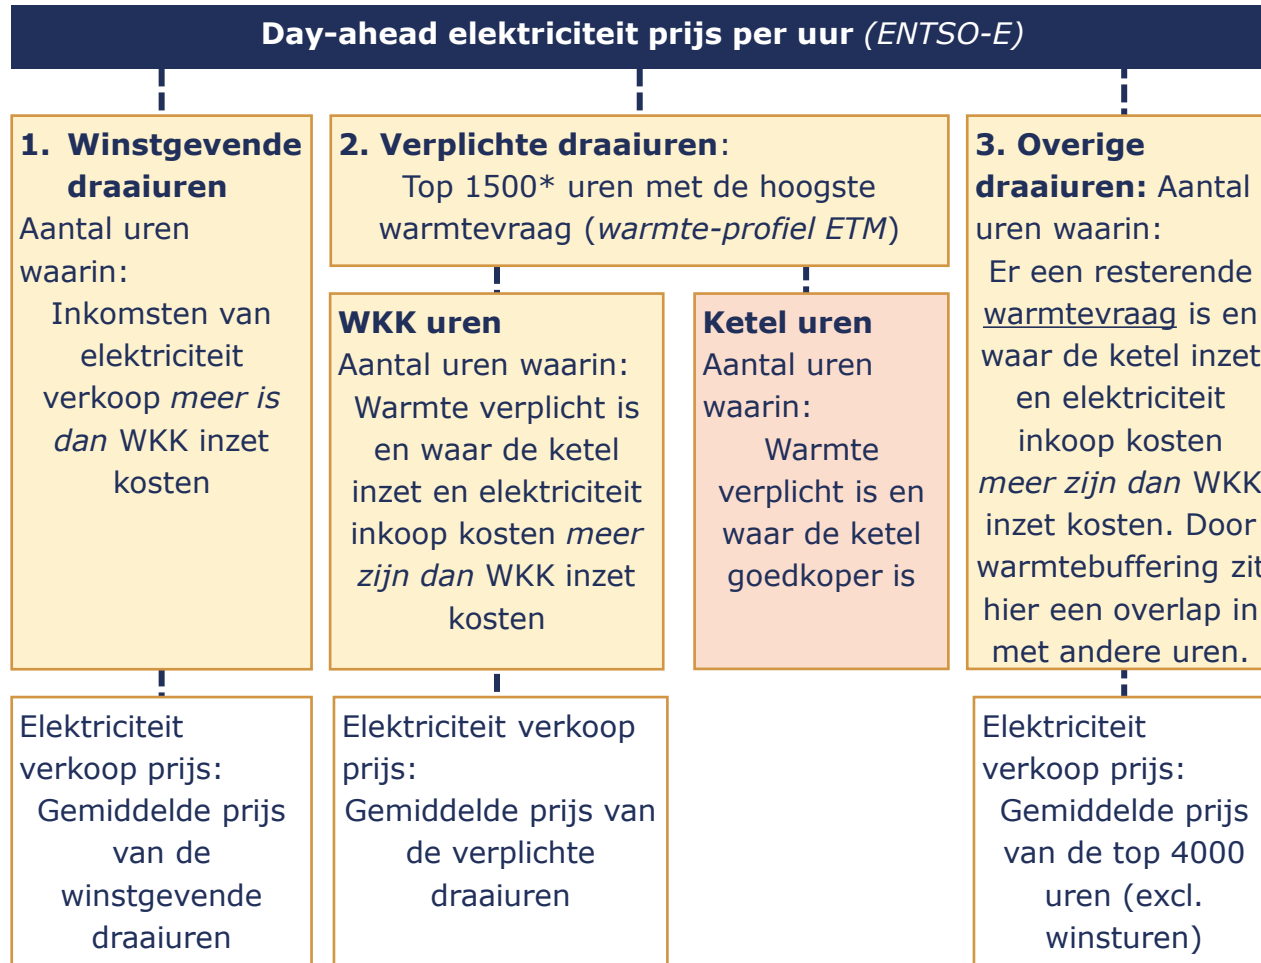 Day-ahead elektriciteit prijs per uur (ENTSO-E)
1. Winstgevende
draaiuren
Aantal uren
waarin:
Inkomsten van
elektriciteit
verkoop meer is
dan WKK inzet
kosten
2. Verplichte draaiuren:
Top 1500* uren met de hoogste
warmtevraag (warmte-profiel ETM)
WKK uren
Aantal uren waarin:
Warmte verplicht is
en waar de ketel
inzet en elektriciteit
inkoop kosten meer
zijn dan WKK inzet
kosten
Ketel uren
Aantal uren
waarin:
Warmte
verplicht is en
waar de ketel
goedkoper is
3. Overige
draaiuren: Aantal
uren waarin:
Er een resterende
warmtevraag is en
waar de ketel inzet
en elektriciteit
inkoop kosten
meer zijn dan WKK
inzet kosten. Door
warmtebuffering zit
hier een overlap in
met andere uren.
Elektriciteit
verkoop prijs:
Gemiddelde prijs
van de
winstgevende
draaiuren
Elektriciteit verkoop
prijs:
Gemiddelde prijs van
de verplichte
draaiuren
Elektriciteit
verkoop prijs:
Gemiddelde prijs
van de top 4000
uren (excl.
winsturen)